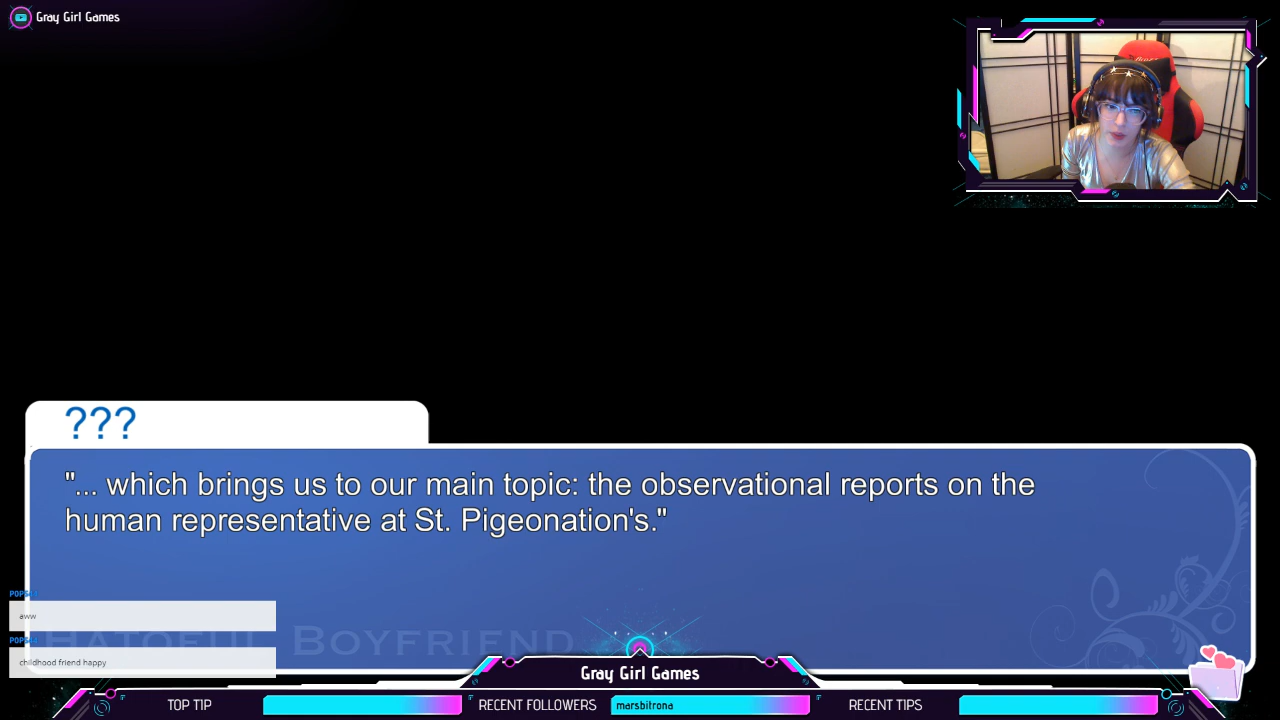 Gray Girl Games
???
"... which brings us to our main topic: the observational reports on the
human representative at St. Pigeonation's."
aww
HATOFUL BOYFRIEND
childhood friend happy
Gray Girl Games
TOP TIP
RECENT FOLLOWERS
marsbitrona
RECENT TIPS